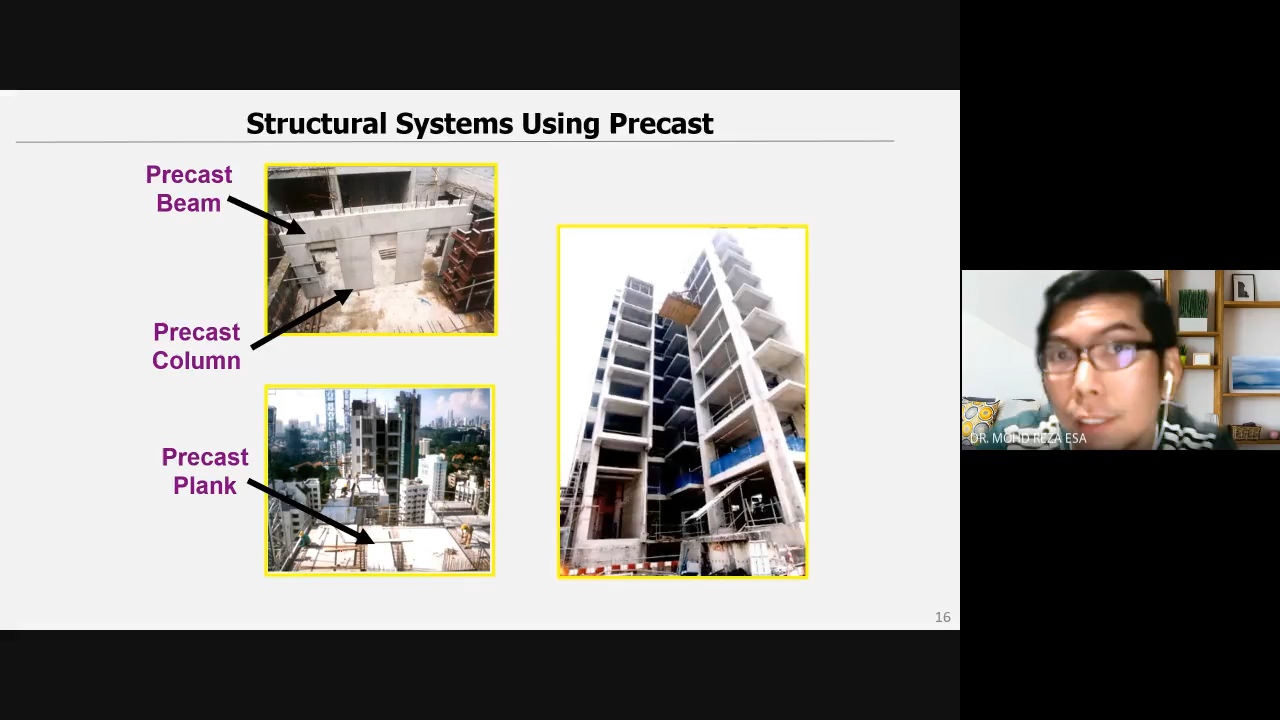 Structural Systems Using Precast
Precast
Beam
Precast
Column
Precast
Plank
16
DR. MOHD REZA ESA